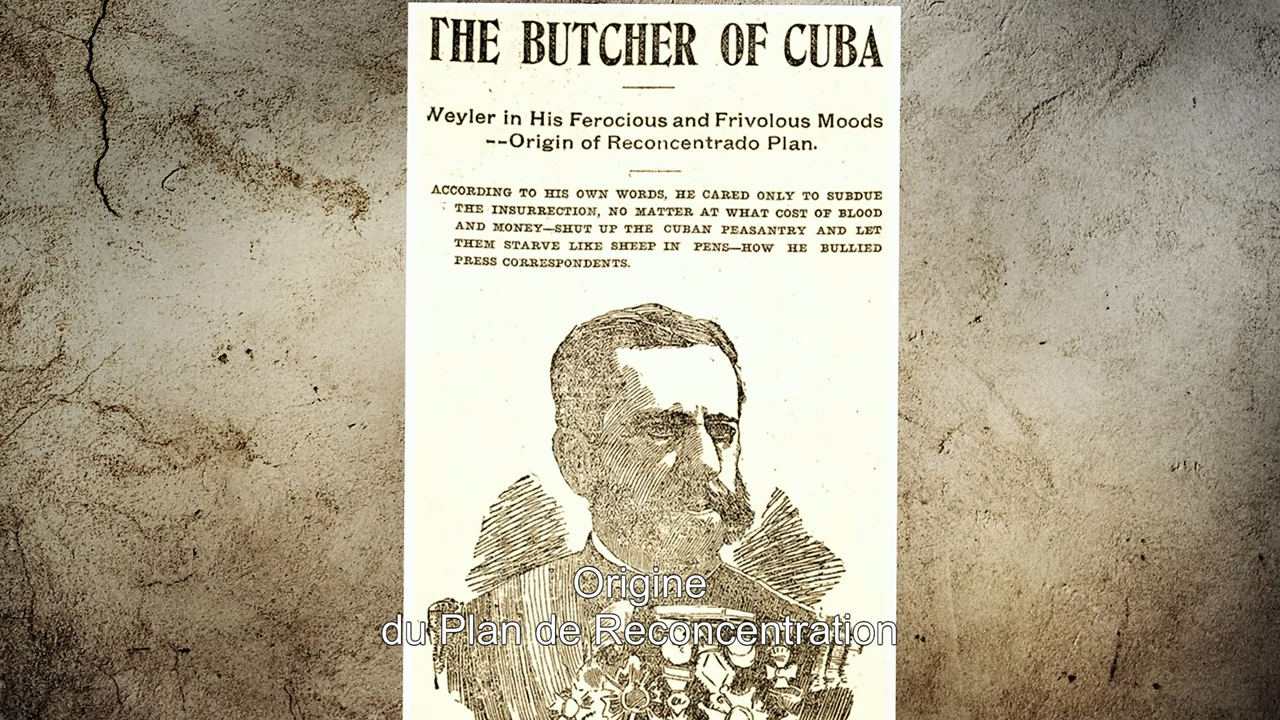 THE BUTCHER OF CUBA
Weyler in His Ferocious and Frivolous Moods
--Origin of Reconcentrado Plan.
ACCORDING TO HIS OWN WORDS, HE CARED ONLY TO SUBDUE
THE INSURRECTION, NO MATTER AT WHAT COST OF BLOOD
AND MONEY—SHUT UP THE CUBAN PEASANTRY AND LET
THEM STARVE LIKE SHEEP IN PENS—HOW HE BULLIED
PRESS CORRESPONDENTS.
Origine
du Plan de Reconcentration